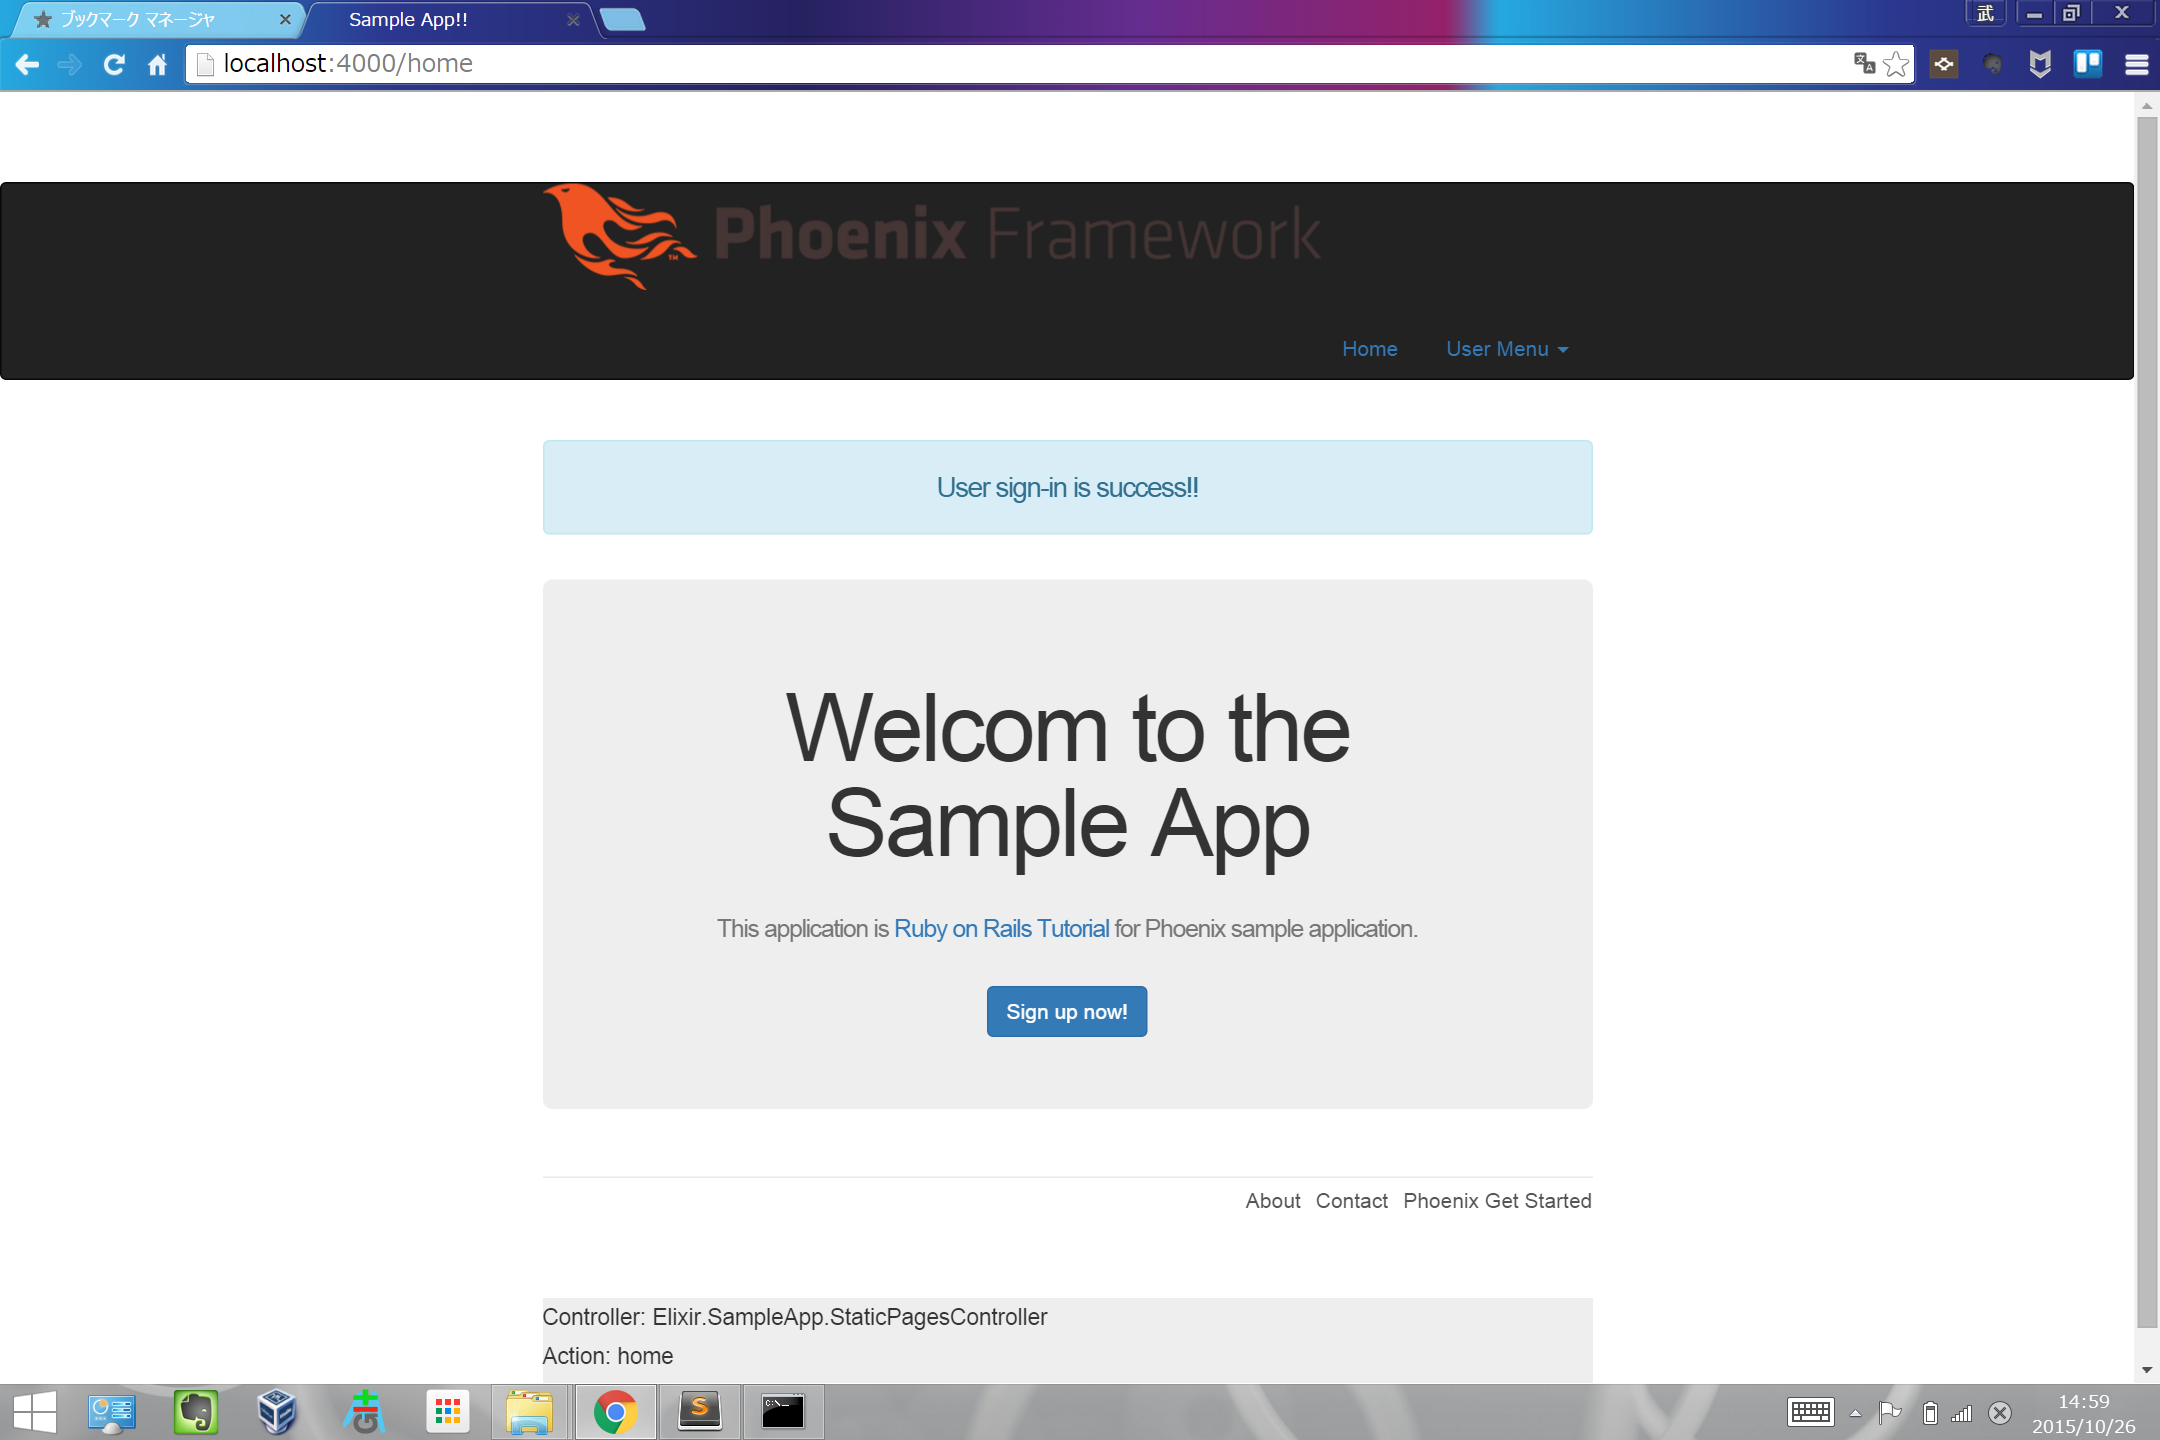 ブックマーク マネージャ
Sample App!!
武
localhost:4000/home
Phoenix Framework
Home
User Menu
User sign-in is success!!
Welcom to the
Sample App
This application is Ruby on Rails Tutorial for Phoenix sample application.
Sign up now!
About
Contact
Phoenix Get Started
Controller: Elixir.SampleApp.StaticPagesController
Action: home
14:59
2015/10/26